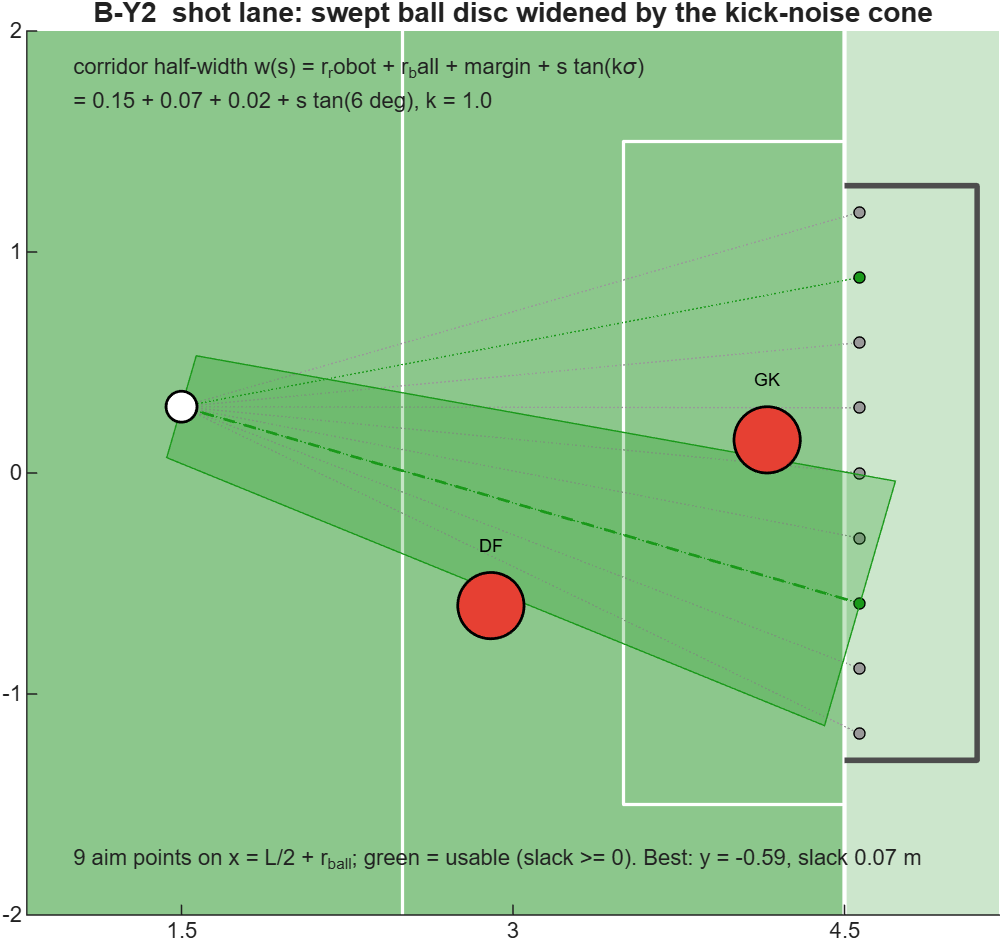 B-Y2 shot lane: swept ball disc widened by the kick-noise cone
2
corridor half-width w(s) = r_robot + r_ball + margin + s tan(kσ)
= 0.15 + 0.07 + 0.02 + s tan(6 deg), k = 1.0
1
GK
0
DF
-1
9 aim points on x = L/2 + r_ball; green = usable (slack >= 0). Best: y = -0.59, slack 0.07 m
-2
1.5 3 4.5